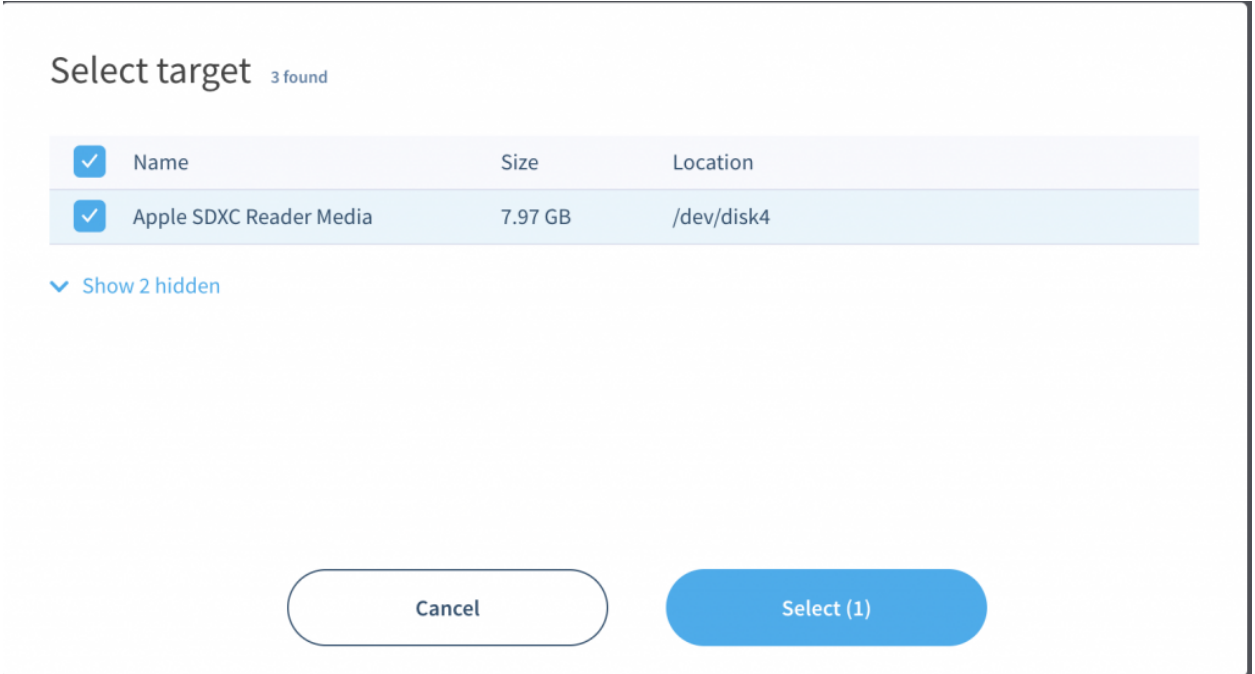 Select target 3 found
Name Size Location
Apple SDXC Reader Media 7.97 GB /dev/disk4
Show 2 hidden
Cancel Select (1)